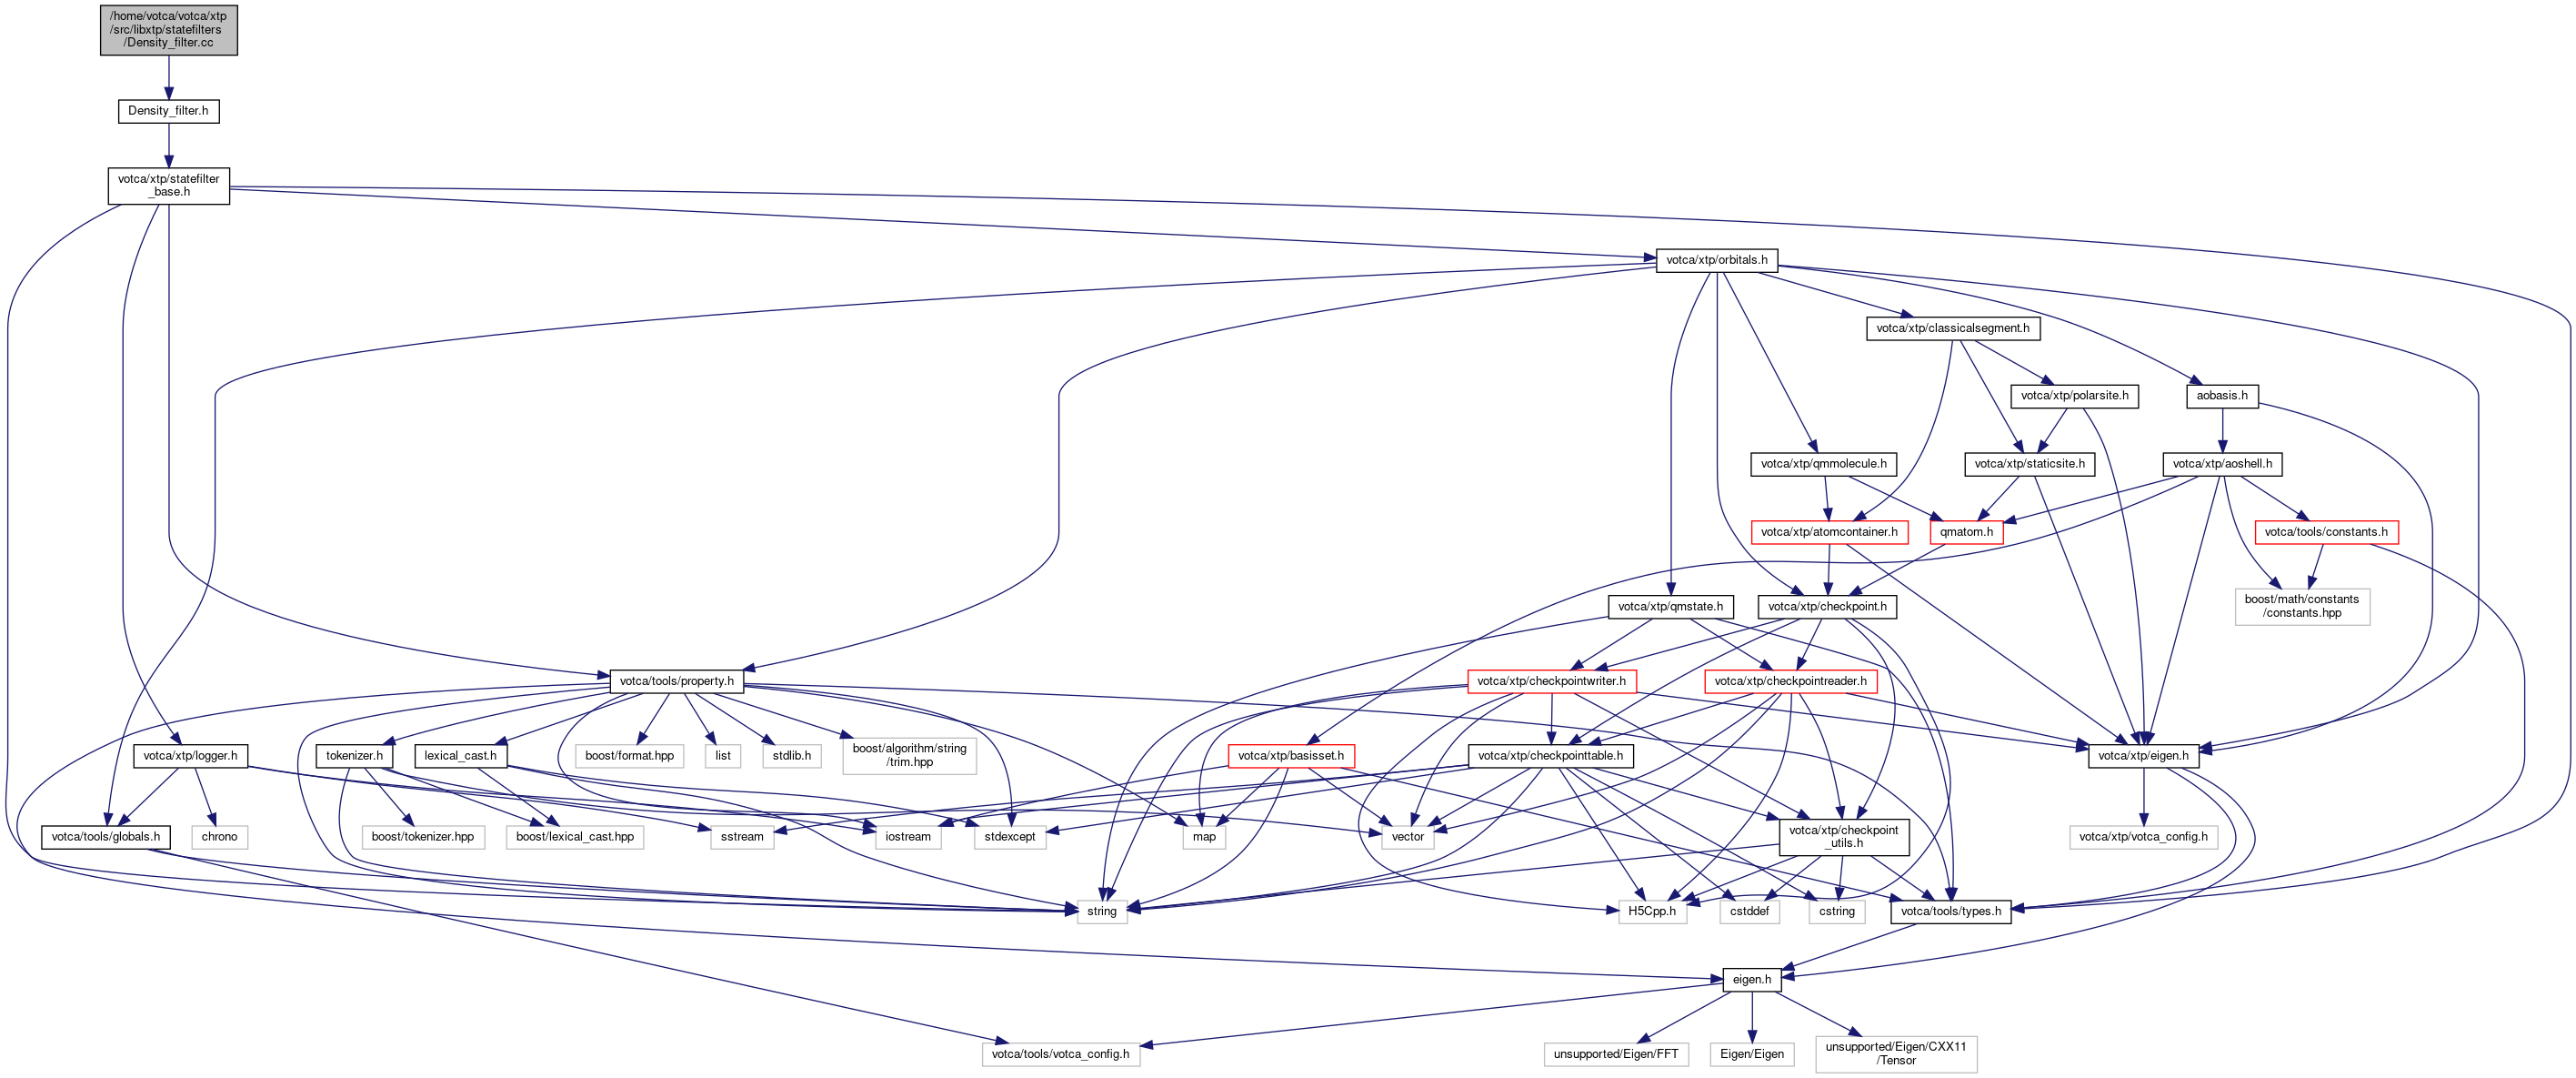 /home/votca/votca/xtp
/src/libxtp/statefilters
/Density_filter.cc
Density_filter.h
votca/xtp/statefilter
_base.h
votca/xtp/orbitals.h
votca/xtp/classicalsegment.h
votca/xtp/polarsite.h
aobasis.h
votca/xtp/qmmolecule.h
votca/xtp/staticsite.h
votca/xtp/aoshell.h
votca/xtp/atomcontainer.h
qmatom.h
votca/tools/constants.h
boost/math/constants
/constants.hpp
votca/xtp/qmstate.h
votca/xtp/checkpoint.h
votca/tools/property.h
votca/xtp/checkpointwriter.h
votca/xtp/checkpointreader.h
votca/xtp/logger.h
tokenizer.h
lexical_cast.h
boost/format.hpp
list
stdlib.h
boost/algorithm/string
/trim.hpp
votca/xtp/basisset.h
votca/xtp/checkpointtable.h
votca/xtp/eigen.h
votca/tools/globals.h
chrono
boost/tokenizer.hpp
boost/lexical_cast.hpp
sstream
iostream
stdexcept
map
vector
votca/xtp/checkpoint
_utils.h
votca/xtp/votca_config.h
string
H5Cpp.h
cstddef
cstring
votca/tools/types.h
eigen.h
votca/tools/votca_config.h
unsupported/Eigen/FFT
Eigen/Eigen
unsupported/Eigen/CXX11
/Tensor